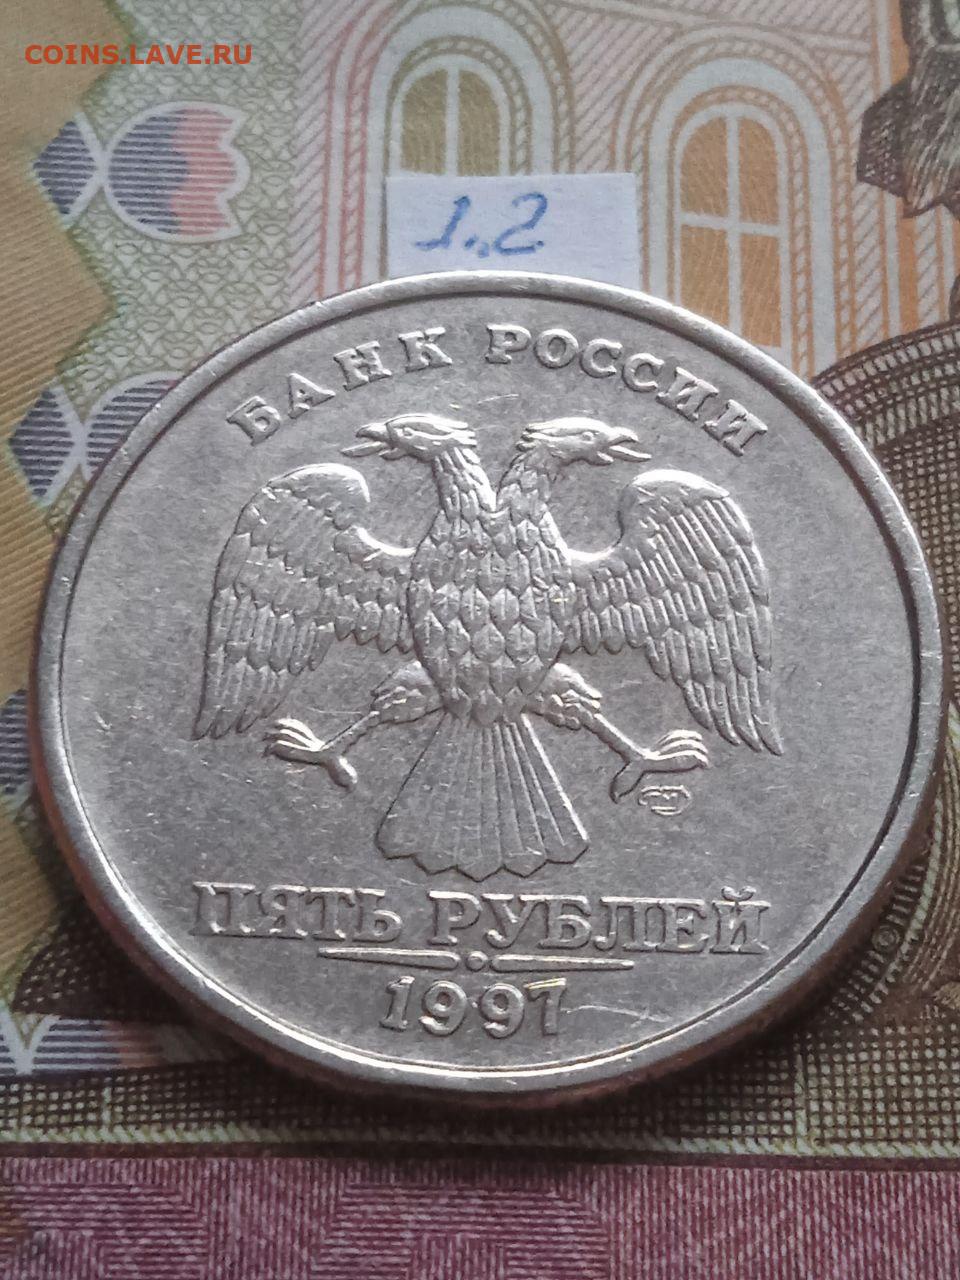 COINS.LAVE.RU
1.,2
БАНК РОССИИ
ПЯТЬ РУБЛЕЙ
1997